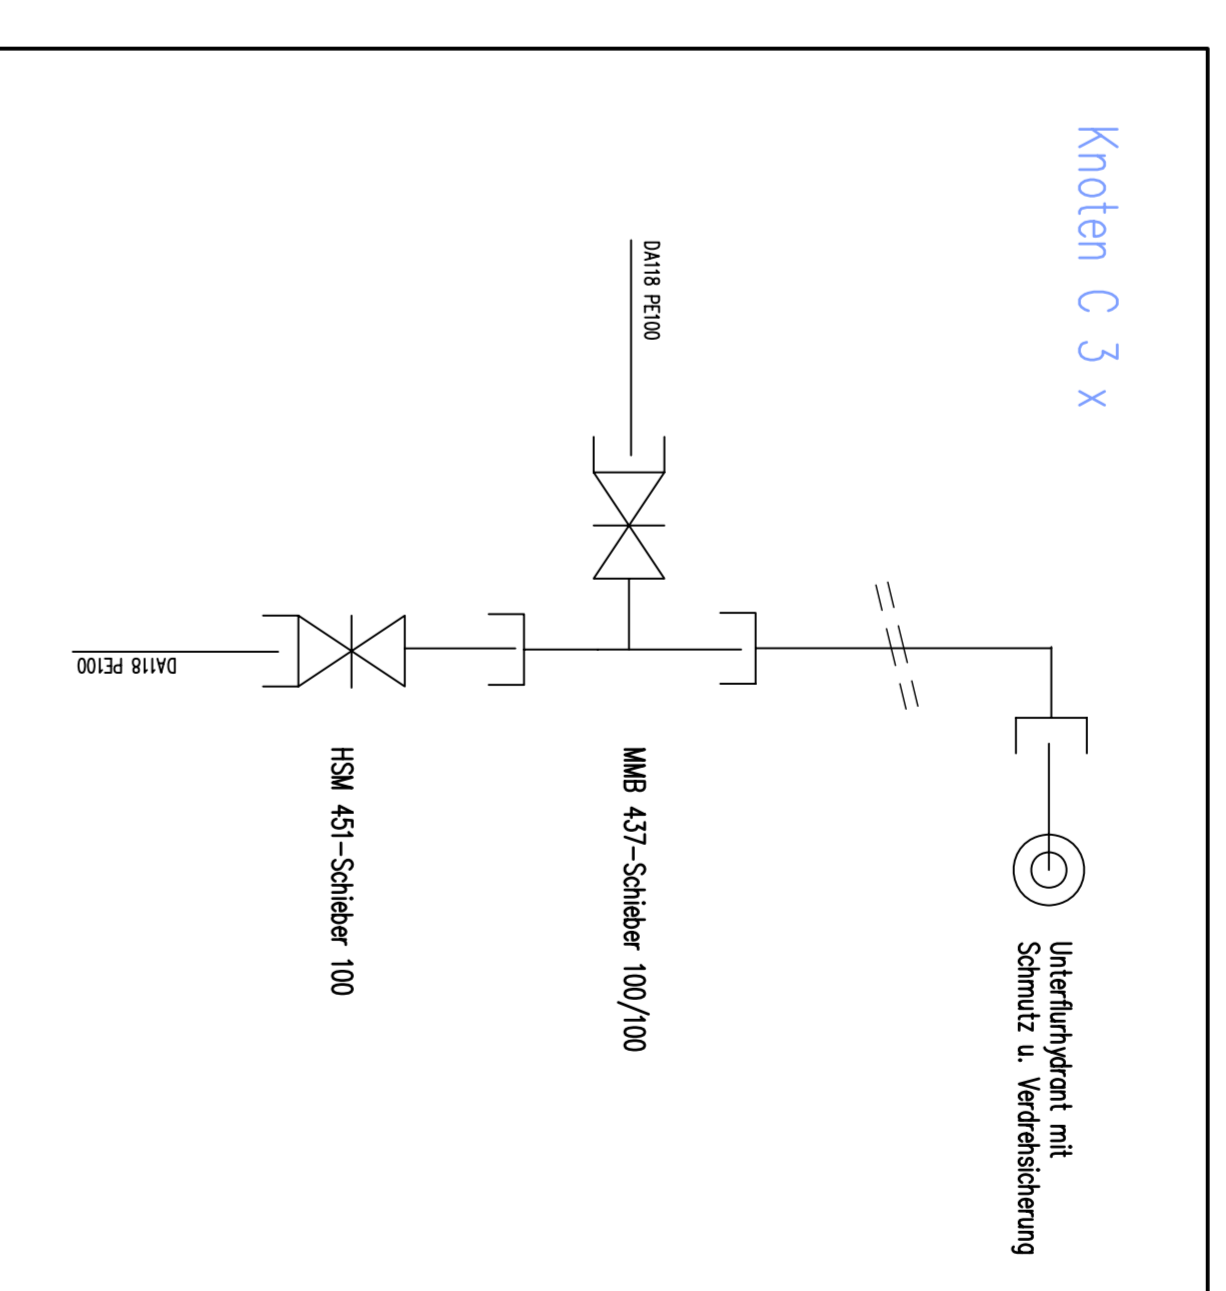 Knoten C 3 x
DA118 PE100
DA118 PE100
HSM 451-Schieber 100
MMB 437-Schieber 100/100
Unterflurhydrant mit
Schmutz u. Verdrehsicherung